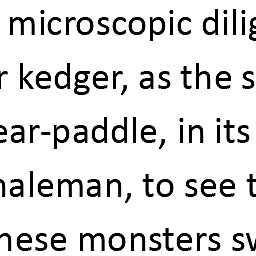 microscopic dilig
r kedger, as the s
ear-paddle, in its
haleman, to see t
hese monsters sw